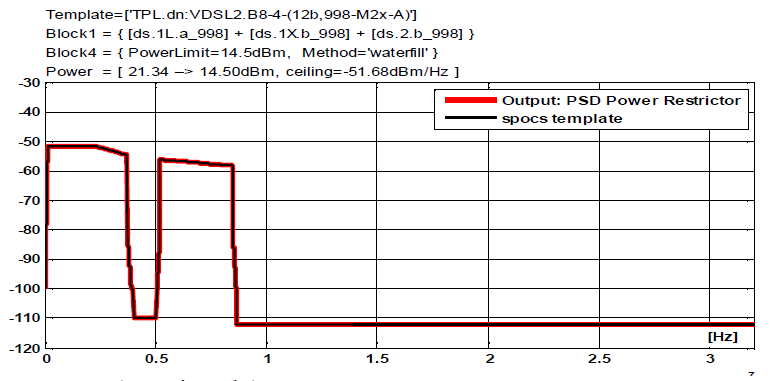 Template=['TPL.dn:VDSL2.B8-4-(12b,998-M2x-A)']
Block1 = { [ds.1L.a_998] + [ds.1X.b_998] + [ds.2.b_998] }
Block4 = { PowerLimit=14.5dBm, Method='waterfill' }
Power = [ 21.34 --> 14.50dBm, ceiling=-51.68dBm/Hz ]
-30
Output: PSD Power Restrictor
spocs template
-40
-50
-60
-70
-80
-90
-100
-110
[Hz]
-120
0 0.5 1 1.5 2 2.5 3
7